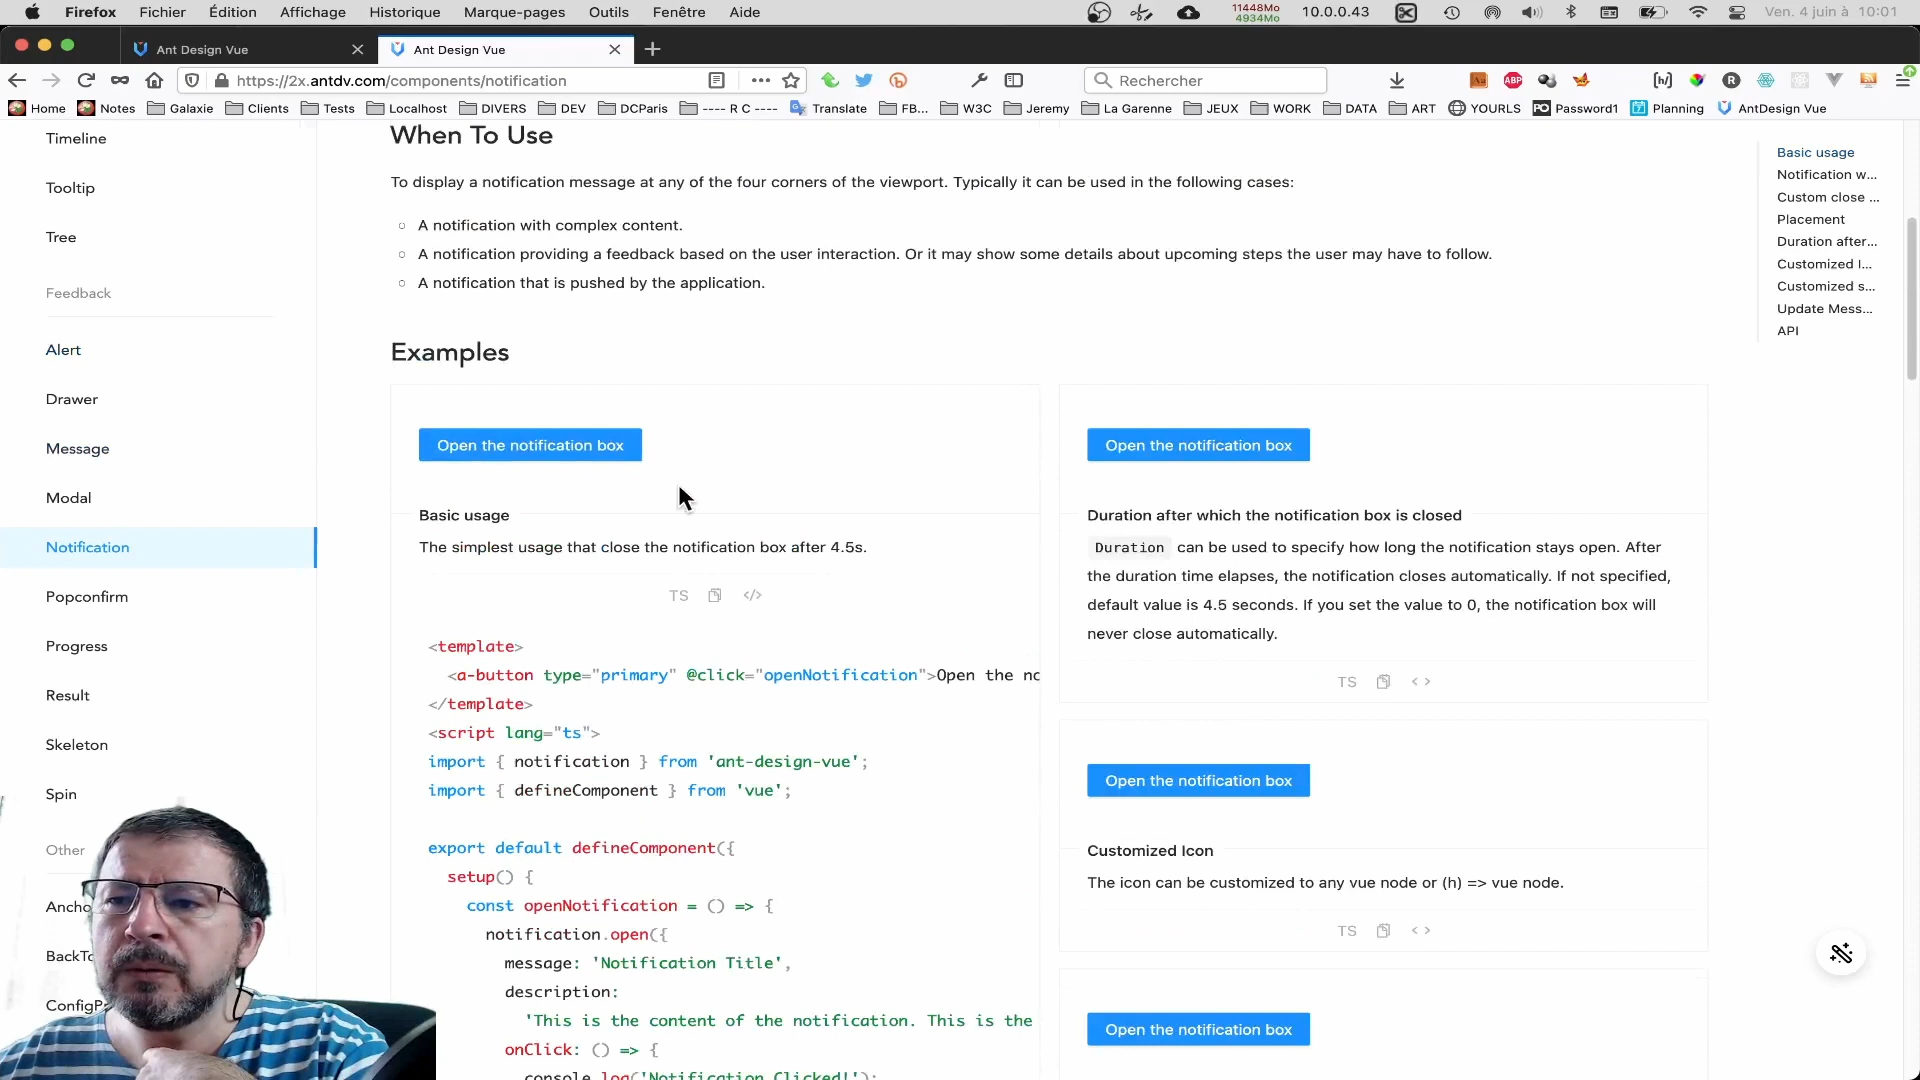 Firefox Fichier Édition Affichage Historique Marque-pages Outils Fenêtre Aide
11448Mo
4934Mo
10.0.0.43
Ven. 4 juin à 10:01
Ant Design Vue
Ant Design Vue
https://2x.antdv.com/components/notification
Rechercher
Home Notes Galaxie Clients Tests Localhost DIVERS DEV DCParis ---- R C ---- Translate FB... W3C Jeremy La Garenne JEUX WORK DATA ART YOURLS Password1 Planning AntDesign Vue
Timeline
Tooltip
Tree
Feedback
Alert
Drawer
Message
Modal
Notification
Popconfirm
Progress
Result
Skeleton
Spin
Other
Ancho
BackTo
ConfigP
When To Use
To display a notification message at any of the four corners of the viewport. Typically it can be used in the following cases:
A notification with complex content.
A notification providing a feedback based on the user interaction. Or it may show some details about upcoming steps the user may have to follow.
A notification that is pushed by the application.
Examples
Open the notification box
Basic usage
The simplest usage that close the notification box after 4.5s.
TS
<template>
<a-button type="primary" @click="openNotification">Open the no
</template>
<script lang="ts">
import { notification } from 'ant-design-vue';
import { defineComponent } from 'vue';
export default defineComponent({
setup() {
const openNotification = () => {
notification.open({
message: 'Notification Title',
description:
'This is the content of the notification. This is the
onClick: () => {
console.log('Notification Clicked!');
Open the notification box
Duration after which the notification box is closed
Duration can be used to specify how long the notification stays open. After
the duration time elapses, the notification closes automatically. If not specified,
default value is 4.5 seconds. If you set the value to 0, the notification box will
never close automatically.
TS
Open the notification box
Customized Icon
The icon can be customized to any vue node or (h) => vue node.
TS
Open the notification box
Basic usage
Notification w...
Custom close ...
Placement
Duration after...
Customized I...
Customized s...
Update Mess...
API